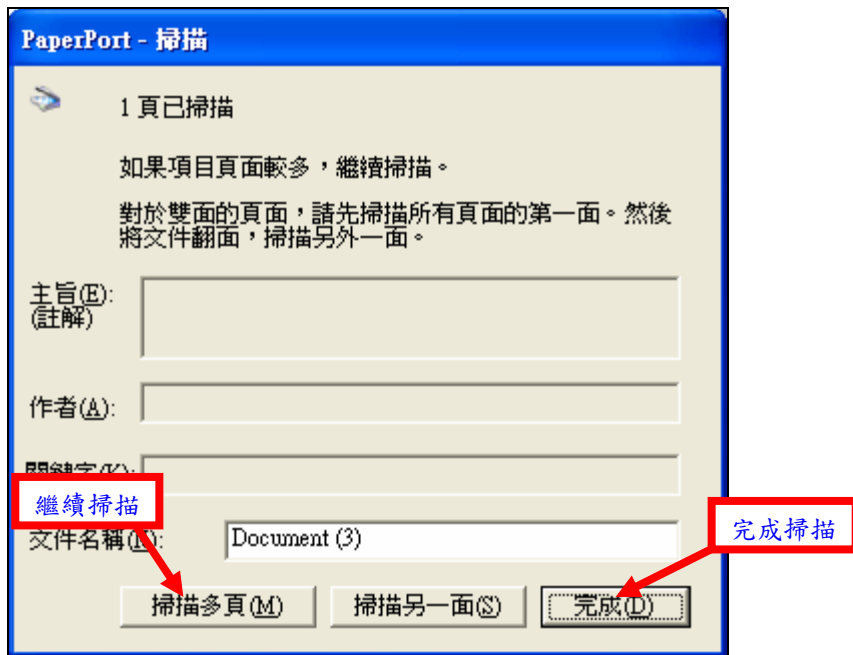 PaperPort - 掃描
1 頁已掃描
如果項目頁面較多，繼續掃描。
對於雙面的頁面，請先掃描所有頁面的第一面。然後
將文件翻面，掃描另外一面。
主旨(E):
(註解)
作者(A):
關鍵字(K):
繼續掃描
完成掃描
文件名稱( ):
Document (3)
掃描多頁(M)
掃描另一面(S)
完成(D)